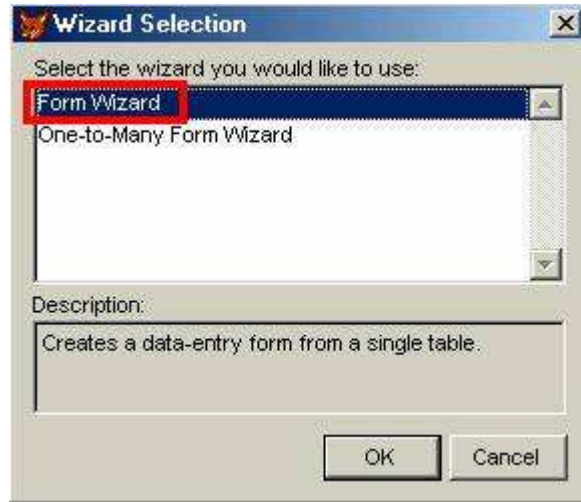 Wizard Selection
Select the wizard you would like to use:
Form Wizard
One-to-Many Form Wizard
Description:
Creates a data-entry form from a single table.
OK Cancel